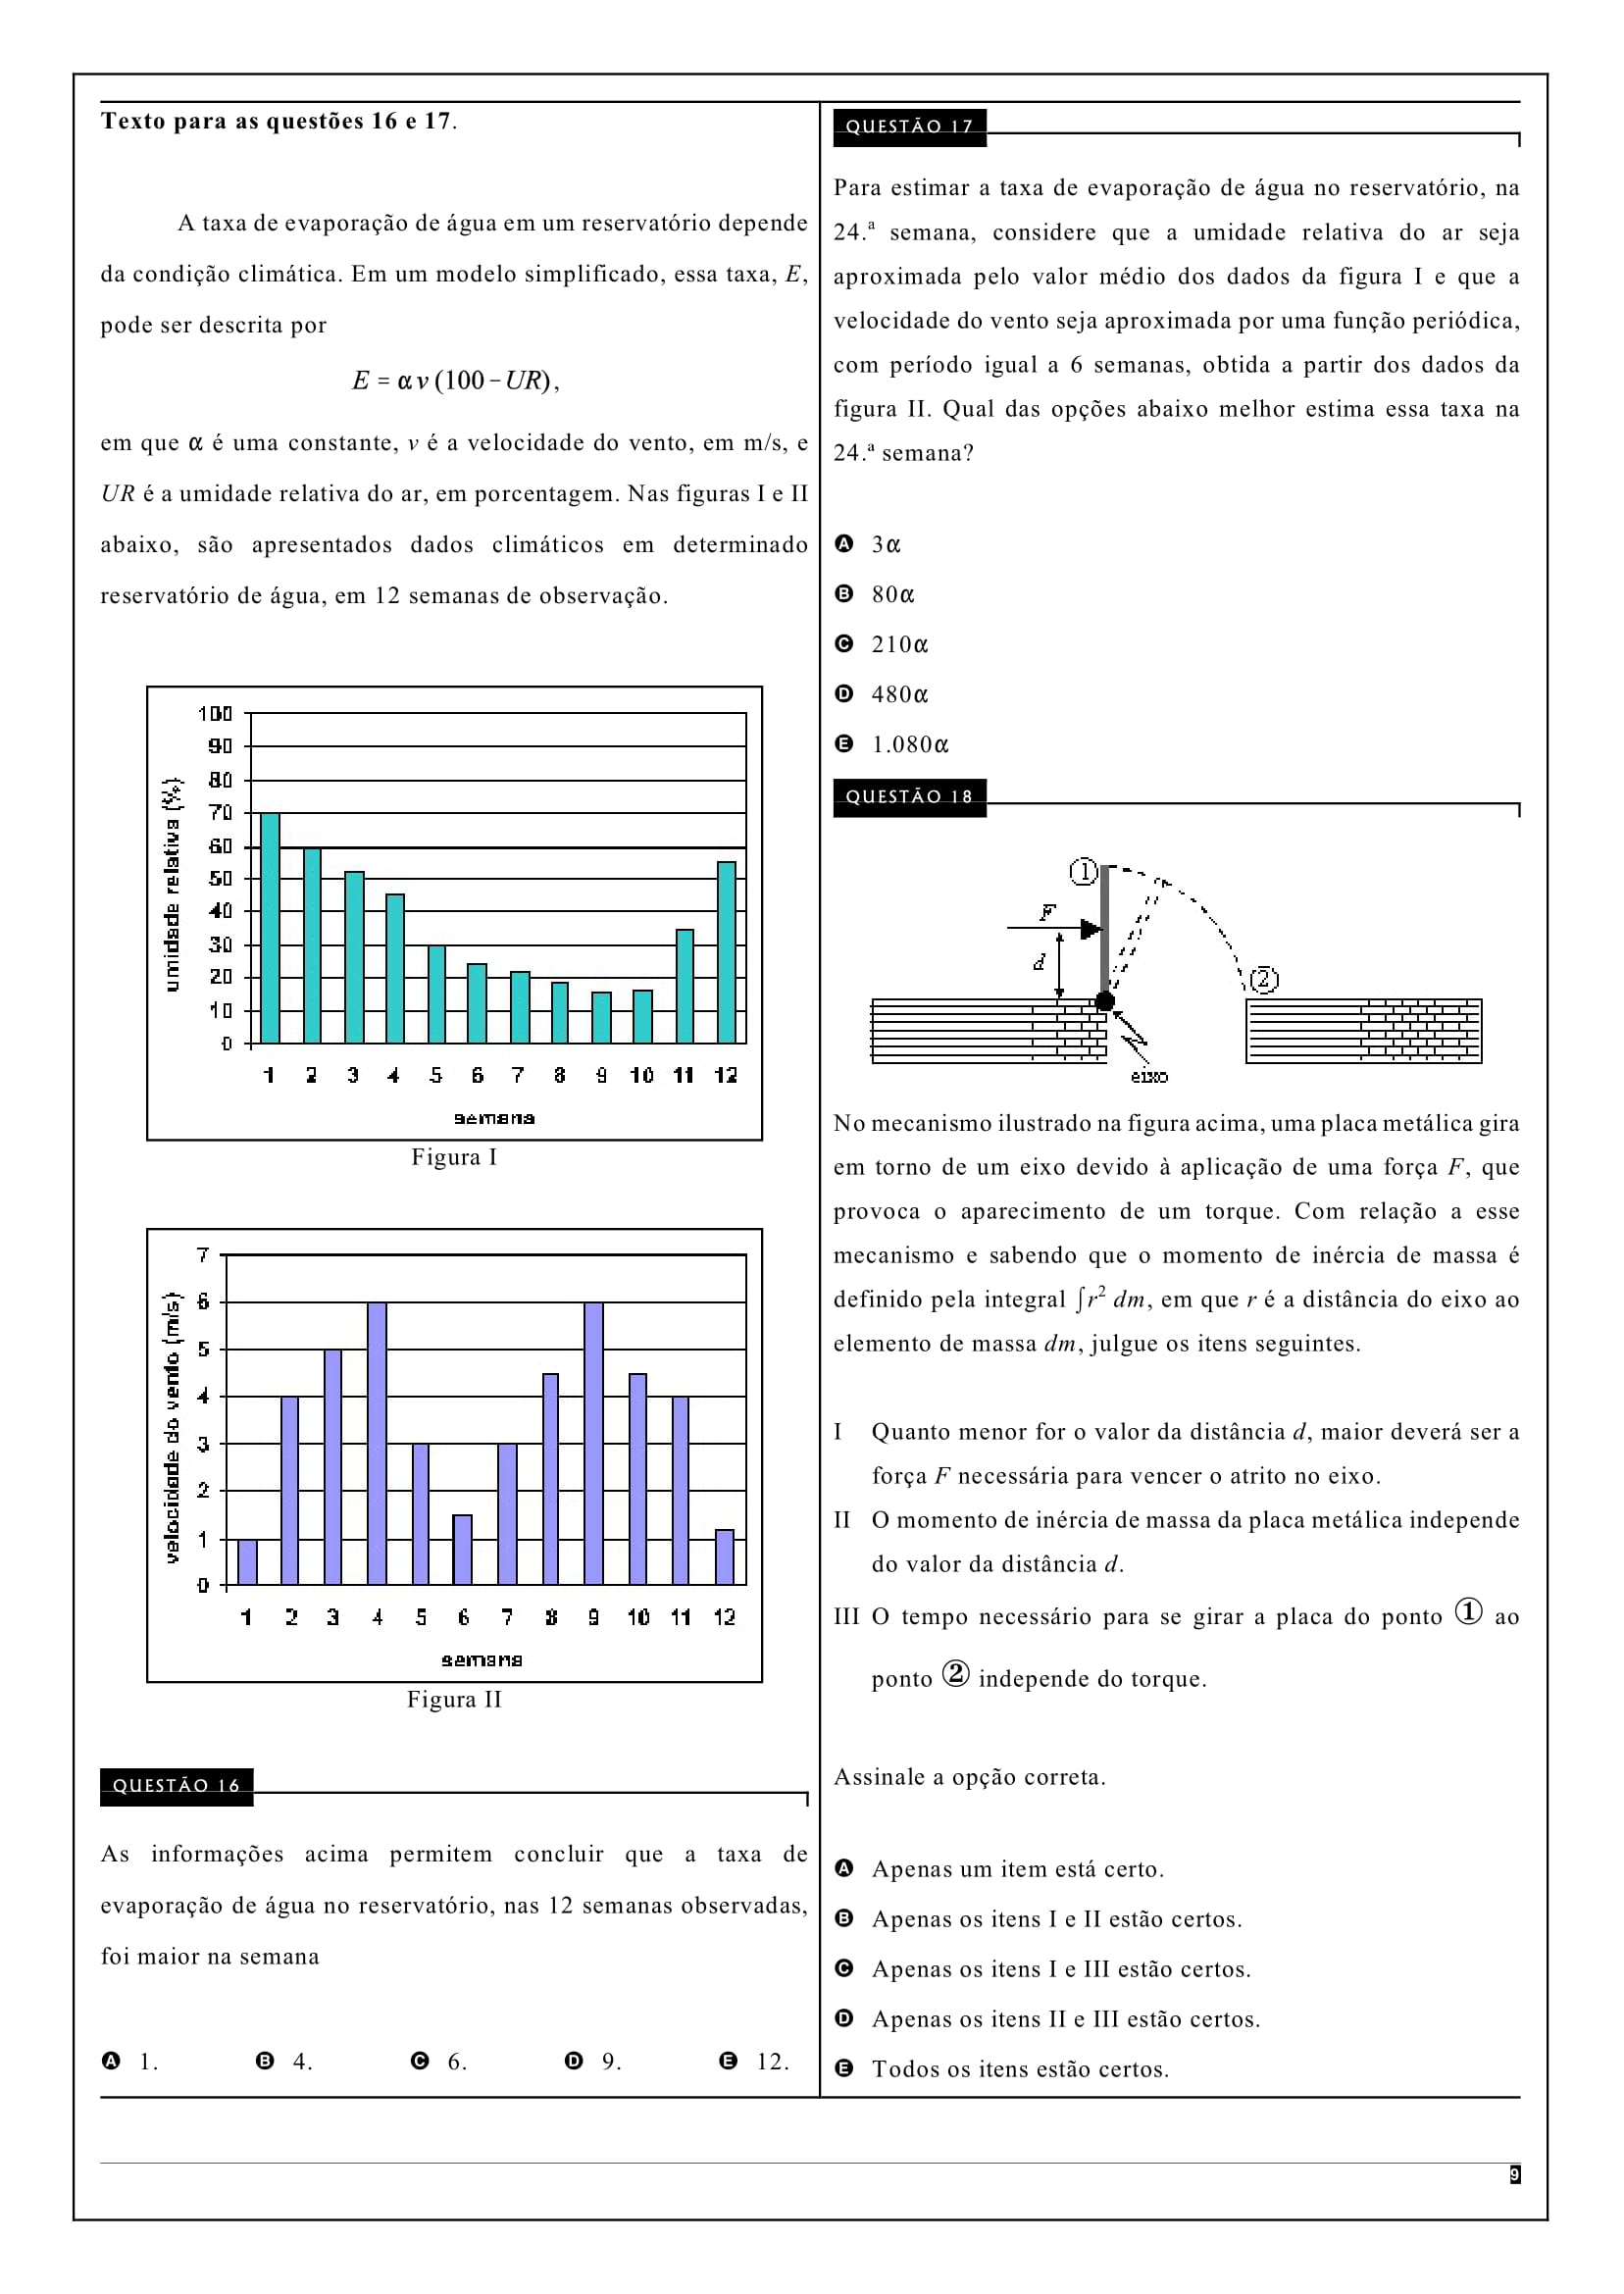 Texto para as questões 16 e 17.
A taxa de evaporação de água em um reservatório depende
da condição climática. Em um modelo simplificado, essa taxa, E,
pode ser descrita por
E = α v (100 − UR),
em que α é uma constante, v é a velocidade do vento, em m/s, e
UR é a umidade relativa do ar, em porcentagem. Nas figuras I e II
abaixo, são apresentados dados climáticos em determinado
reservatório de água, em 12 semanas de observação.
umidade relativa (%)
100
90
80
70
60
50
40
30
20
10
0
1 2 3 4 5 6 7 8 9 10 11 12
semana
Figura I
velocidade do vento (m/s)
7
6
5
4
3
2
1
0
1 2 3 4 5 6 7 8 9 10 11 12
semana
Figura II
QUESTÃO 16
As informações acima permitem concluir que a taxa de
evaporação de água no reservatório, nas 12 semanas observadas,
foi maior na semana
A 1. B 4. C 6. D 9. E 12.
QUESTÃO 17
Para estimar a taxa de evaporação de água no reservatório, na
24.ª semana, considere que a umidade relativa do ar seja
aproximada pelo valor médio dos dados da figura I e que a
velocidade do vento seja aproximada por uma função periódica,
com período igual a 6 semanas, obtida a partir dos dados da
figura II. Qual das opções abaixo melhor estima essa taxa na
24.ª semana?
A 3α
B 80α
C 210α
D 480α
E 1.080α
QUESTÃO 18
①
F
d
②
eixo
No mecanismo ilustrado na figura acima, uma placa metálica gira
em torno de um eixo devido à aplicação de uma força F, que
provoca o aparecimento de um torque. Com relação a esse
mecanismo e sabendo que o momento de inércia de massa é
definido pela integral ∫r² dm, em que r é a distância do eixo ao
elemento de massa dm, julgue os itens seguintes.
I Quanto menor for o valor da distância d, maior deverá ser a
força F necessária para vencer o atrito no eixo.
II O momento de inércia de massa da placa metálica independe
do valor da distância d.
III O tempo necessário para se girar a placa do ponto ① ao
ponto ② independe do torque.
Assinale a opção correta.
A Apenas um item está certo.
B Apenas os itens I e II estão certos.
C Apenas os itens I e III estão certos.
D Apenas os itens II e III estão certos.
E Todos os itens estão certos.
9